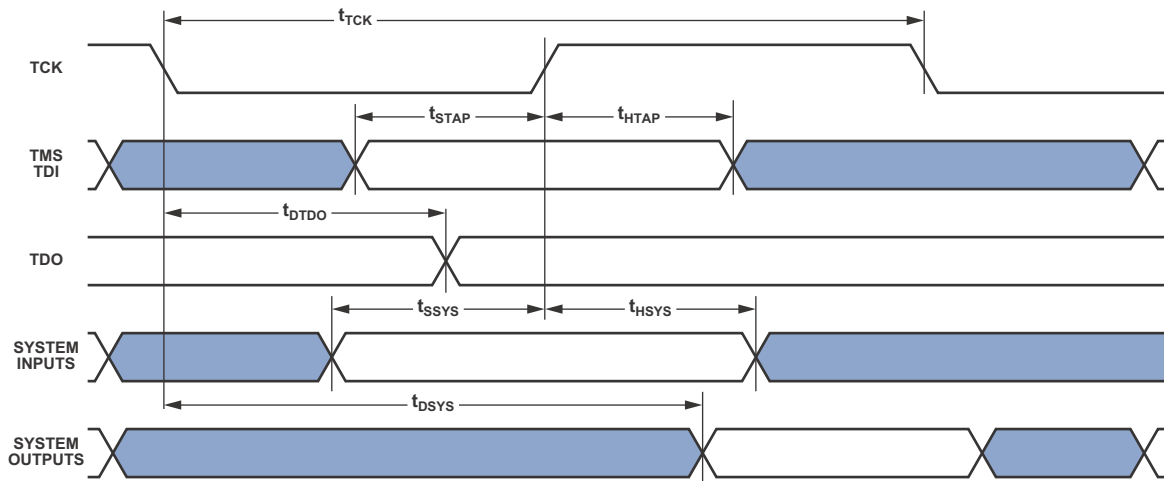 tTCK
TCK
tSTAP
tHTAP
TMS
TDI
tDTDO
TDO
tSSYS
tHSYS
SYSTEM
INPUTS
tDSYS
SYSTEM
OUTPUTS